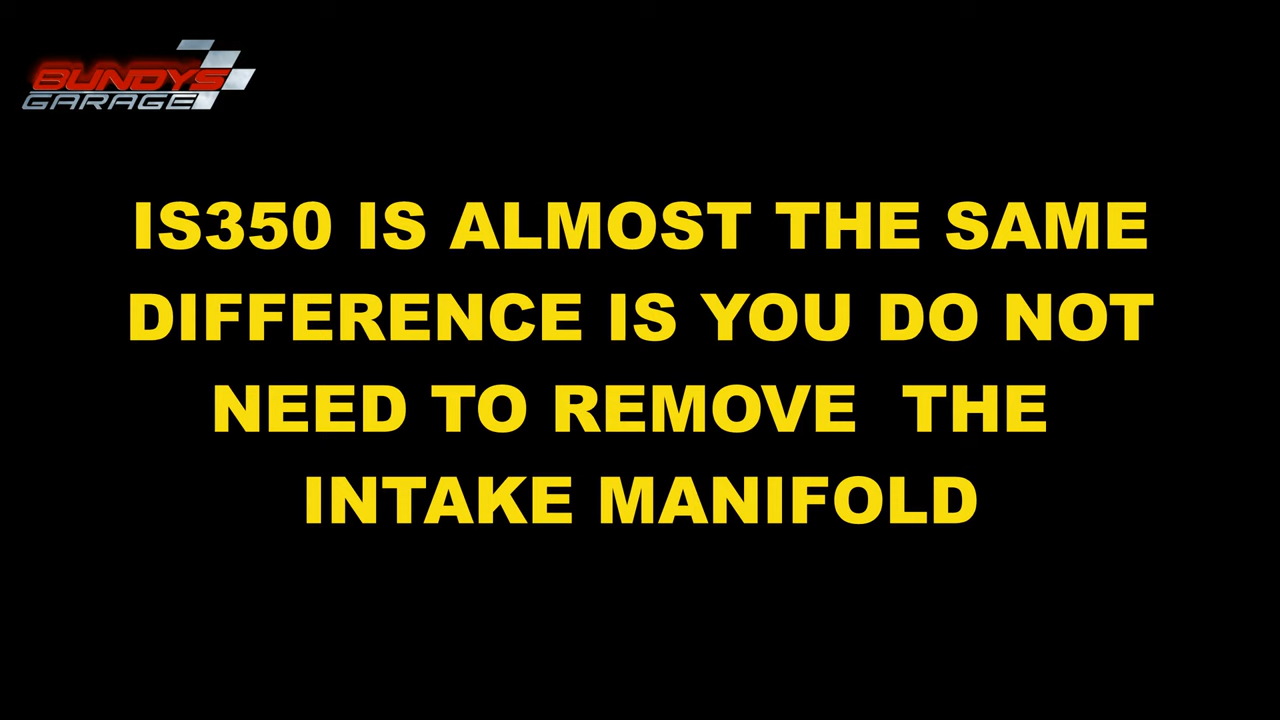 BUNDYS
GARAGE
IS350 IS ALMOST THE SAME
DIFFERENCE IS YOU DO NOT
NEED TO REMOVE  THE
INTAKE MANIFOLD